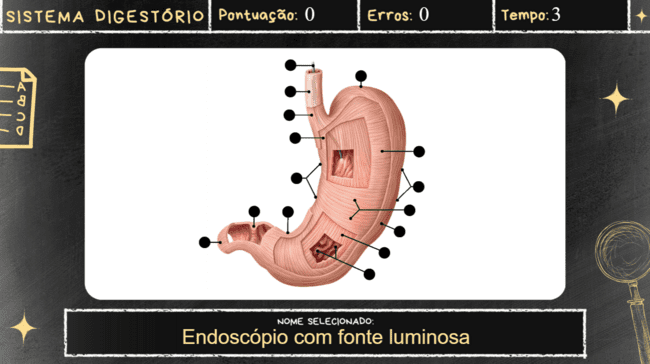 SISTEMA DIGESTÓRIO
Pontuação: 0
Erros: 0
Tempo: 3
A
B
C
D
NOME SELECIONADO:
Endoscópio com fonte luminosa